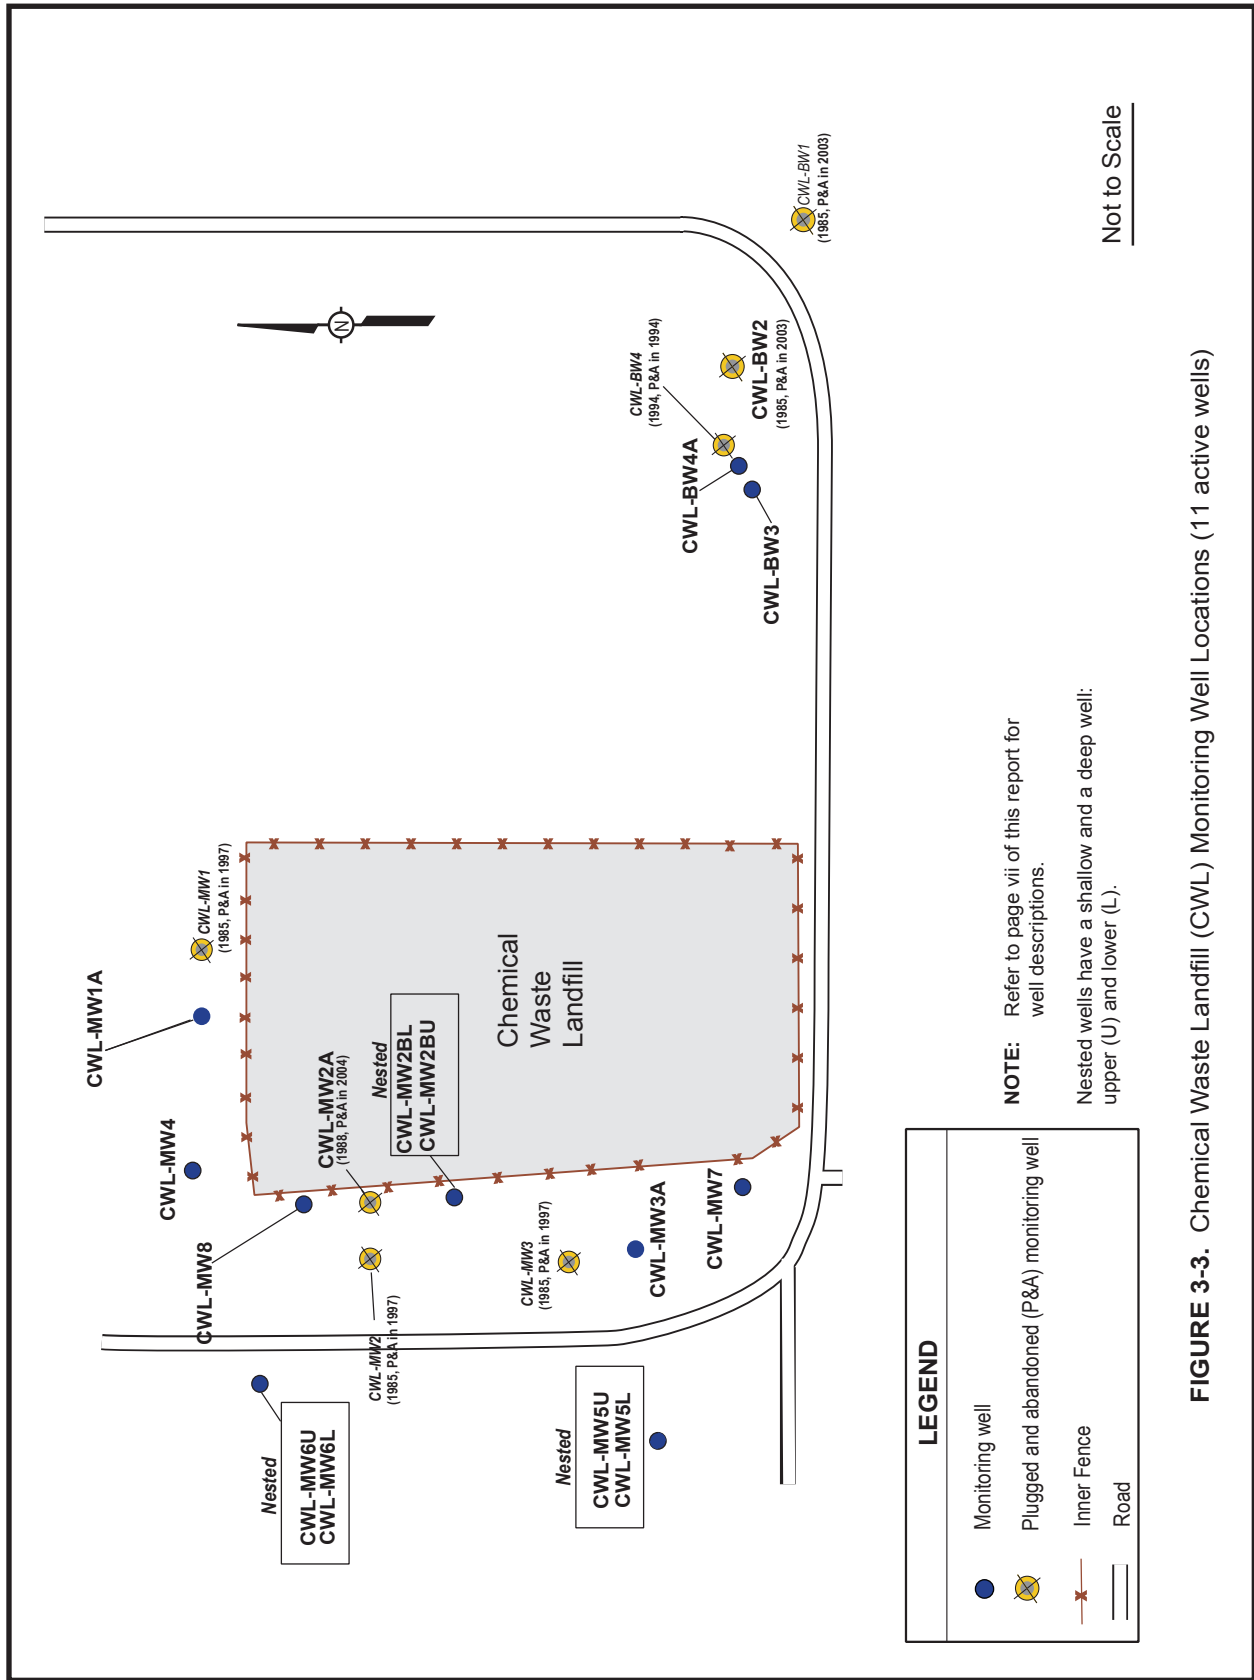 CWL-MW6U
CWL-MW6L
Nested
CWL-MW5U
CWL-MW5L
Nested
CWL-MW8
CWL-MW4
CWL-MW1A
CWL-MW1
(1985, P&A in 1997)
CWL-MW2
(1985, P&A in 1997)
CWL-MW2A
(1988, P&A in 2004)
Nested
CWL-MW2BL
CWL-MW2BU
CWL-MW3
(1985, P&A in 1997)
CWL-MW3A
CWL-MW7
Chemical
Waste
Landfill
N
CWL-BW4
(1994, P&A in 1994)
CWL-BW4A
CWL-BW3
CWL-BW2
(1985, P&A in 2003)
CWL-BW1
(1985, P&A in 2003)
LEGEND
Monitoring well
Plugged and abandoned (P&A) monitoring well
Inner Fence
Road
NOTE: Refer to page vii of this report for
well descriptions.
Nested wells have a shallow and a deep well:
upper (U) and lower (L).
Not to Scale
FIGURE 3-3. Chemical Waste Landfill (CWL) Monitoring Well Locations (11 active wells)